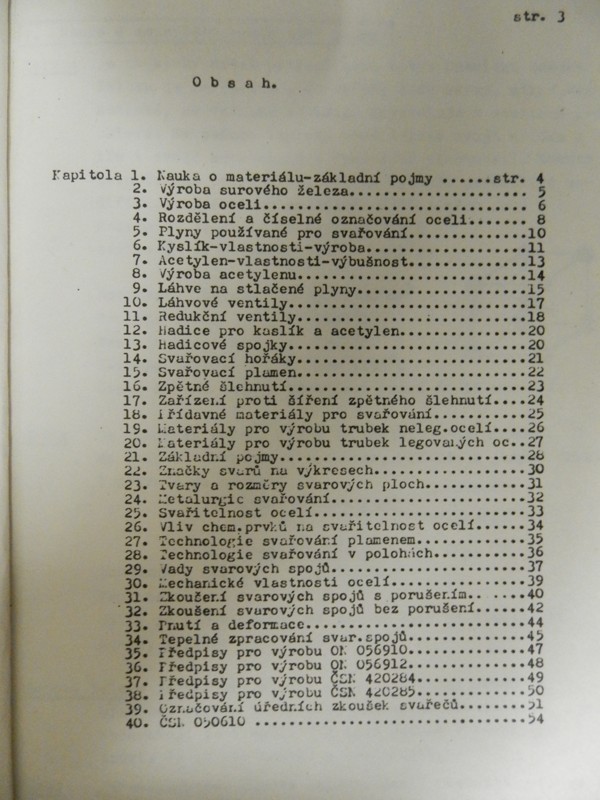 str. 3
O b s a h.
Kapitola 1. Nauka o materiálu-základní pojmy ......str. 4
2. Výroba surového železa...................... 5
3. Výroba oceli................................ 6
4. Rozdělení a číselné označování oceli....... 8
5. Plyny používané pro svařování..............10
6. Kyslík-vlastnosti-výroba...................11
7. Acetylen-vlastnosti-výbušnost..............13
8. Výroba acetylenu...........................14
9. Láhve na stlačené plyny....................15
10. Láhvové ventily............................17
11. Redukční ventily...........................18
12. Hadice pro kaslík a acetylen...............20
13. Hadicové spojky............................20
14. Svařovací hořáky...........................21
15. Svařovací plamen...........................22
16. Zpětné šlehnutí............................23
17. Zařízení proti šíření zpětného šlehnutí....24
18. Přídavné materiály pro svařování...........25
19. Materiály pro výrobu trubek neleg.ocelí....26
20. Materiály pro výrobu trubek legovaných oc..27
21. Základní pojmy.............................28
22. Značky svarů na výkresech..................30
23. Tvary a rozměry svarových ploch............31
24. Metalurgie svařování.......................32
25. Svařitelnost ocelí.........................33
26. Vliv chem.prvků na svařitelnost ocelí......34
27. Technologie svařování plamenem.............35
28. Technologie svařování v polohách...........36
29. Vady svarových spojů.......................37
30. Mechanické vlastnosti ocelí................39
31. Zkoušení svarových spojů s porušením.. ....40
32. Zkoušení svarových spojů bez porušení......42
33. Pnutí a deformace..........................44
34. Tepelné zpracování svar.spojů..............45
35. Předpisy pro výrobu ON 056910..............47
36. Předpisy pro výrobu ON 056912..............48
37. Předpisy pro výrobu ČSN 420284.............49
38. Předpisy pro výrobu ČSN 420285.............50
39. Označování úředních zkoušek svářečů........51
40. ČSN 050610 ................................54